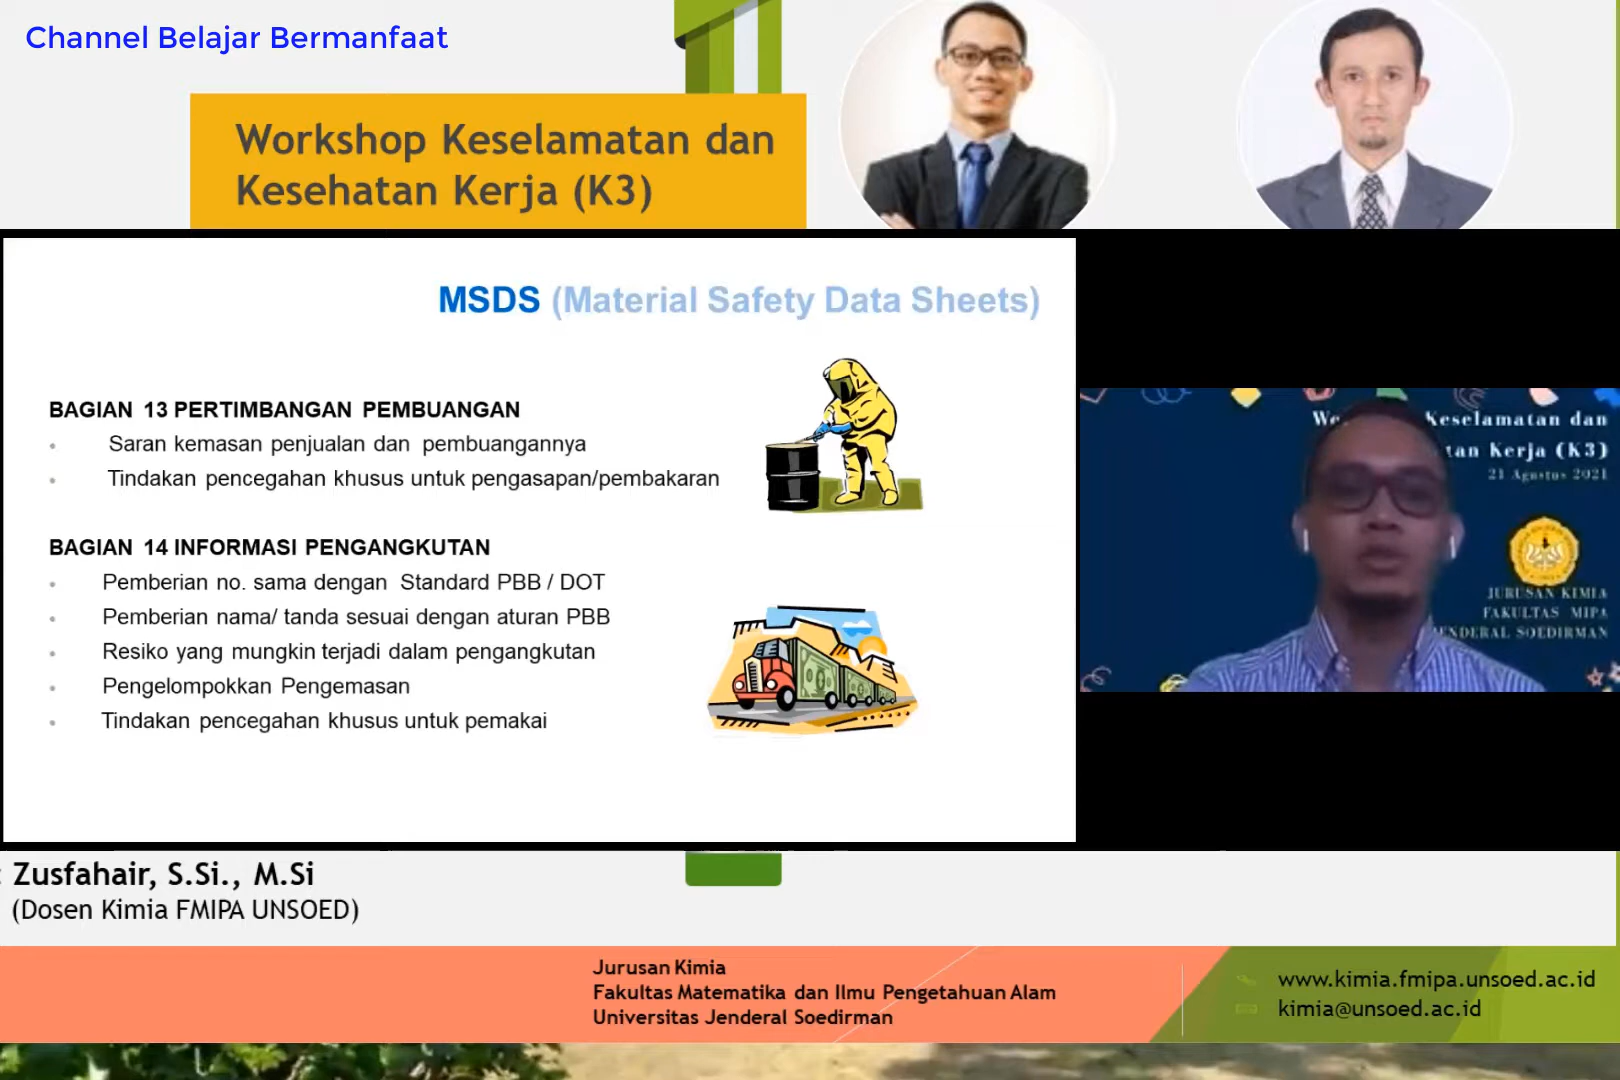 Channel Belajar Bermanfaat
Workshop Keselamatan dan
Kesehatan Kerja (K3)
MSDS (Material Safety Data Sheets)
BAGIAN 13 PERTIMBANGAN PEMBUANGAN
• Saran kemasan penjualan dan pembuangannya
• Tindakan pencegahan khusus untuk pengasapan/pembakaran
BAGIAN 14 INFORMASI PENGANGKUTAN
• Pemberian no. sama dengan Standard PBB / DOT
• Pemberian nama/ tanda sesuai dengan aturan PBB
• Resiko yang mungkin terjadi dalam pengangkutan
• Pengelompokkan Pengemasan
• Tindakan pencegahan khusus untuk pemakai
Keselamatan dan
Kerja (K3)
21 Agustus 2021
JURUSAN KIMIA
FAKULTAS MIPA
SOEDIRMAN
: Zusfahair, S.Si., M.Si
(Dosen Kimia FMIPA UNSOED)
Jurusan Kimia
Fakultas Matematika dan Ilmu Pengetahuan Alam
Universitas Jenderal Soedirman
www.kimia.fmipa.unsoed.ac.id
kimia@unsoed.ac.id